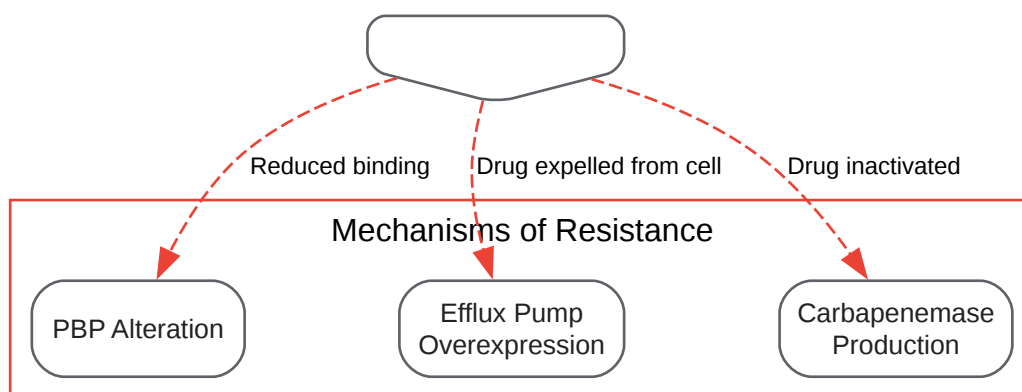 Reduced binding
Drug expelled from cell
Drug inactivated
Mechanisms of Resistance
PBP Alteration
Efflux Pump
Overexpression
Carbapenemase
Production